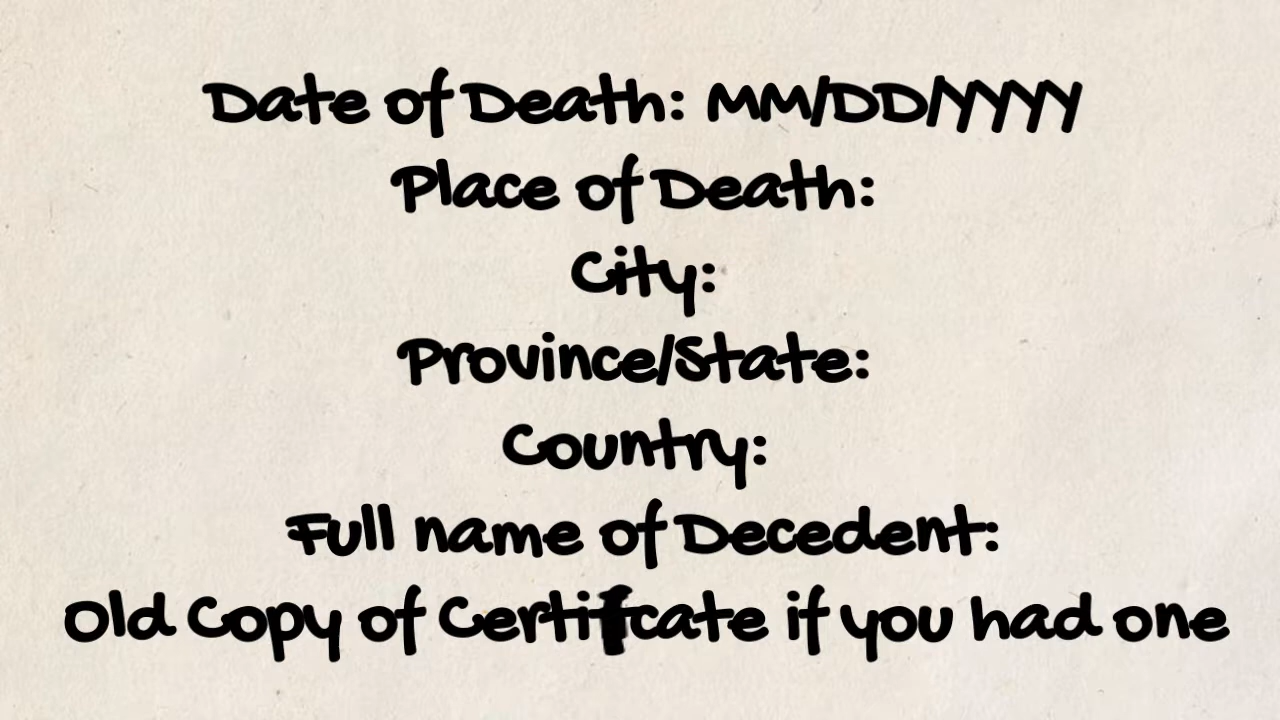 Date of Death: MM/DD/YYYY
Place of Death:
City:
Province/State:
Country:
Full name of Decedent:
Old Copy of Certificate if you had one